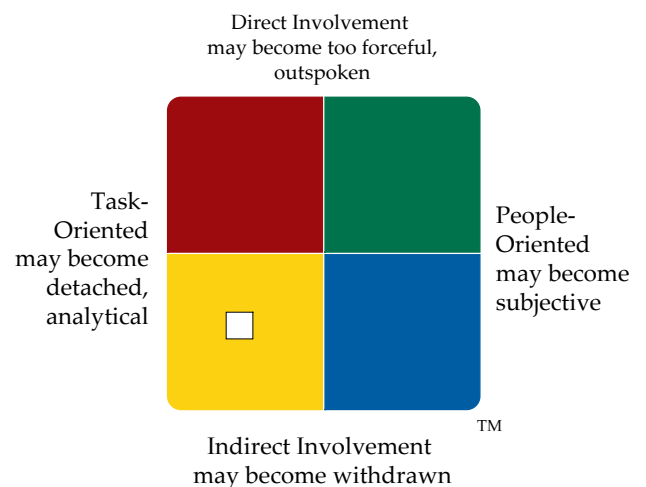 Direct Involvement
may become too forceful,
outspoken
Task-
Oriented
may become
detached,
analytical
People-
Oriented
may become
subjective
TM
Indirect Involvement
may become withdrawn